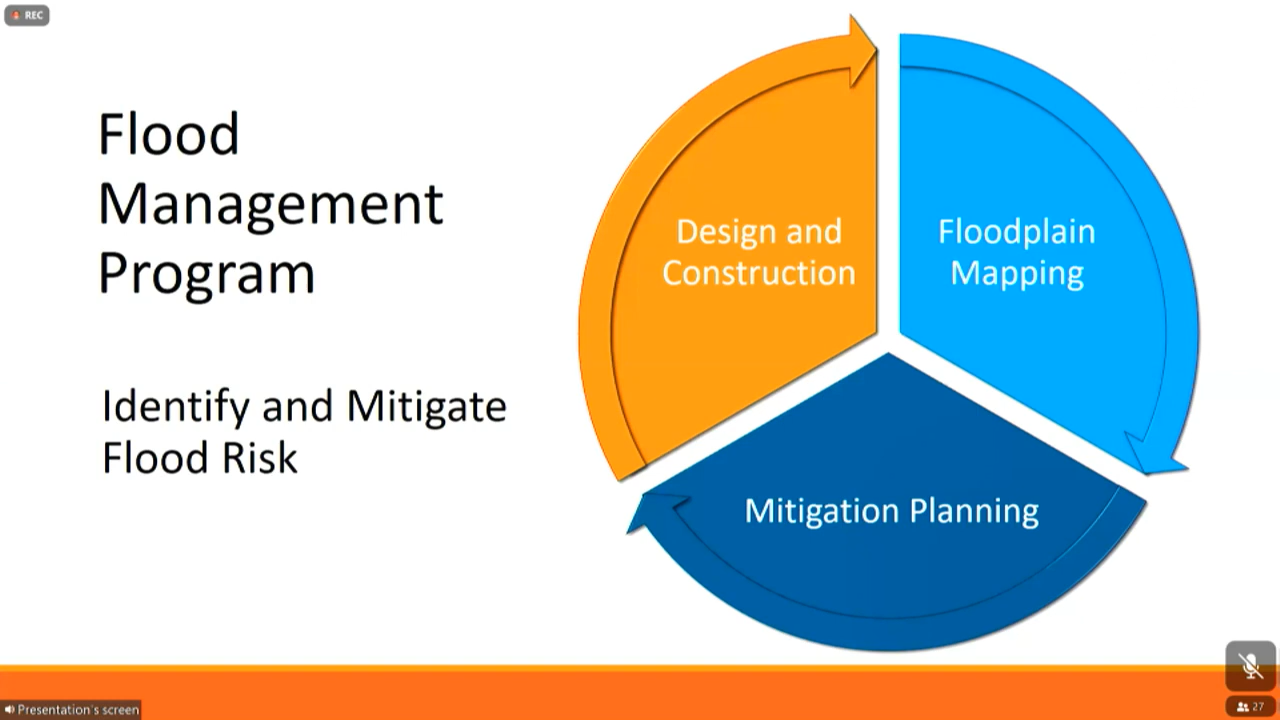 REC
Flood
Management
Program
Identify and Mitigate
Flood Risk
Design and
Construction
Floodplain
Mapping
Mitigation Planning
Presentation's screen
27